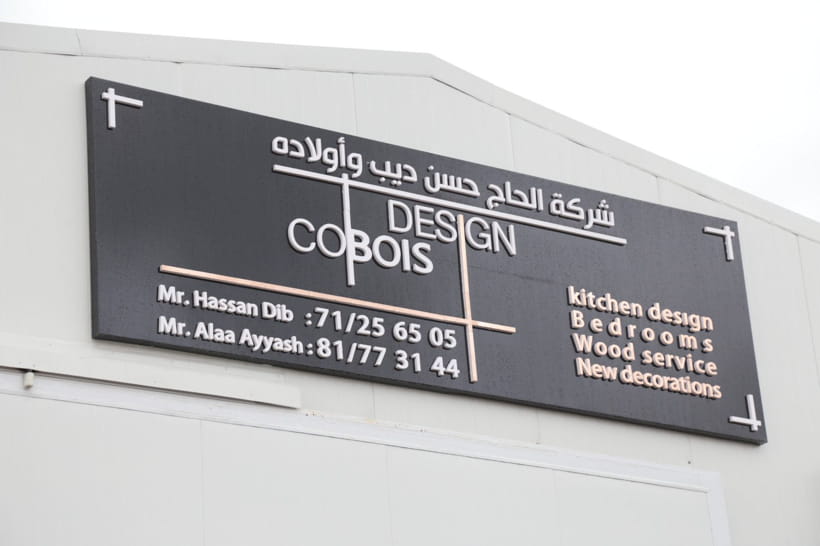 شركة الحاج حسن ديب وأولاده
DESIGN
COBOIS
Mr. Hassan Dib : 71/25 65 05
Mr. Alaa Ayyash : 81/77 31 44
kitchen design
Bedrooms
Wood service
New decorations